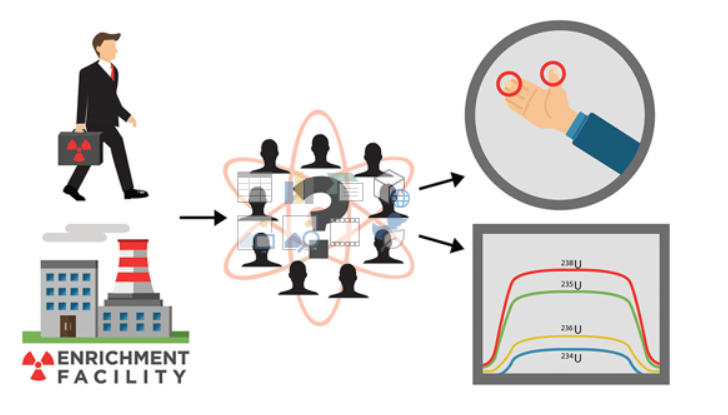 ENRICHMENT
FACILITY
?
238U
235U
236U
234U